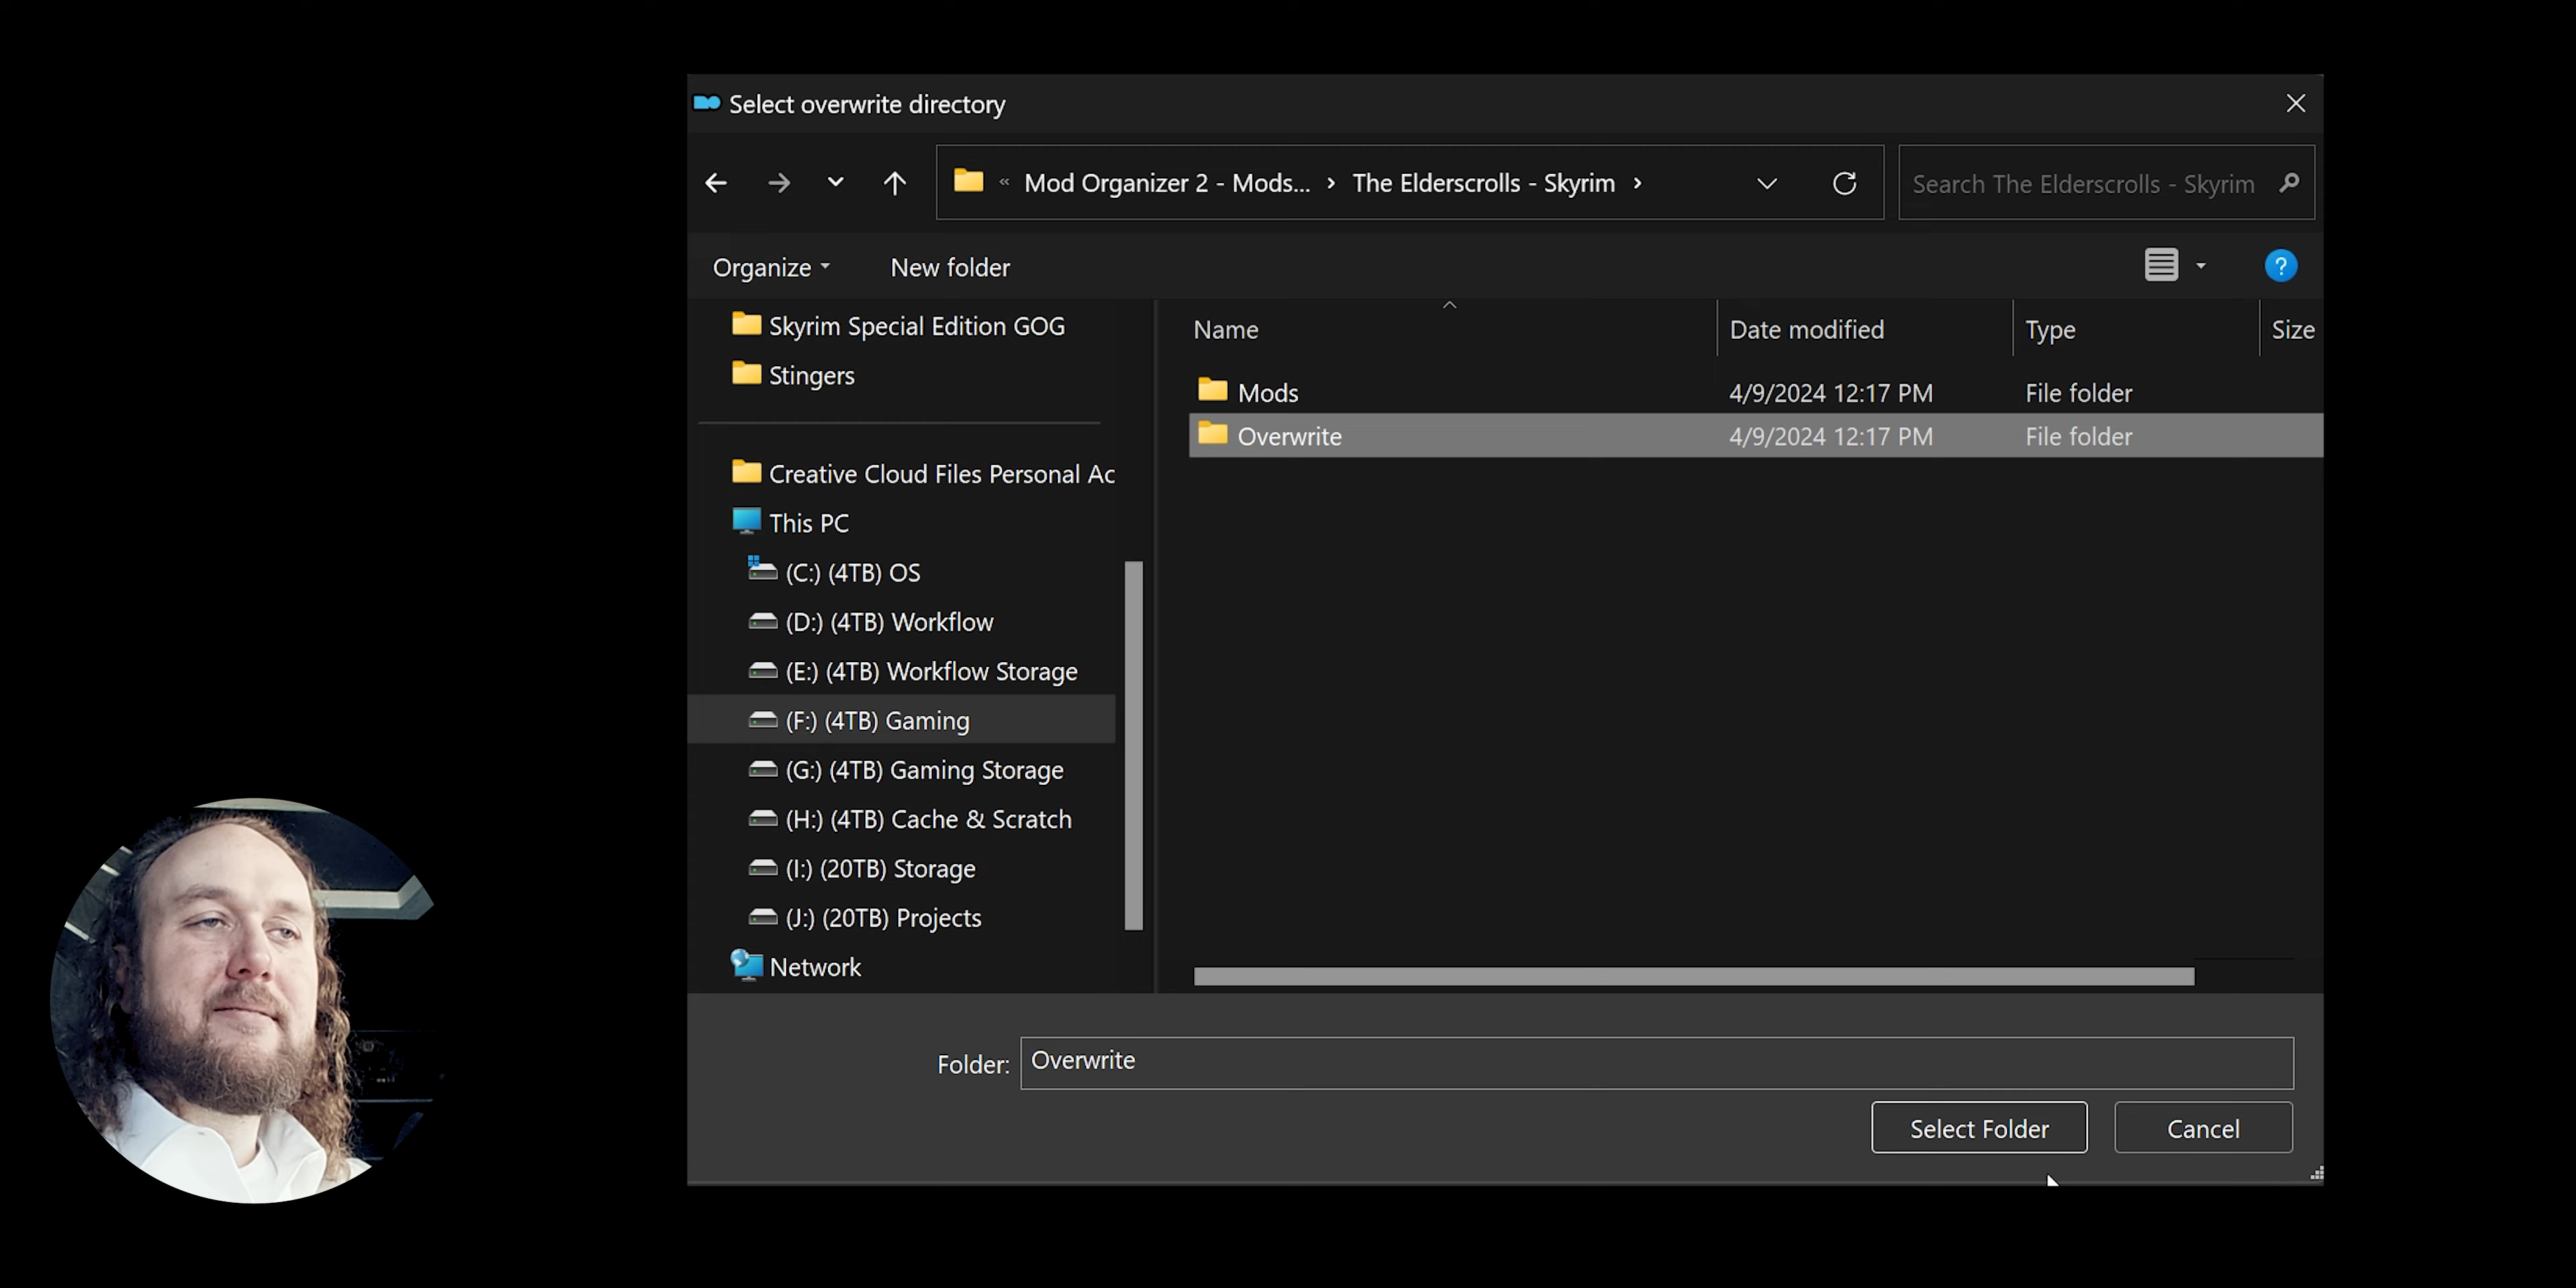 Select overwrite directory
« Mod Organizer 2 - Mods... › The Elderscrolls - Skyrim ›
Search The Elderscrolls - Skyrim
Organize
New folder
?
Skyrim Special Edition GOG
Stingers
Creative Cloud Files Personal Ac
This PC
(C:) (4TB) OS
(D:) (4TB) Workflow
(E:) (4TB) Workflow Storage
(F:) (4TB) Gaming
(G:) (4TB) Gaming Storage
(H:) (4TB) Cache & Scratch
(I:) (20TB) Storage
(J:) (20TB) Projects
Network
Name Date modified Type Size
Mods 4/9/2024 12:17 PM File folder
Overwrite 4/9/2024 12:17 PM File folder
Folder: Overwrite
Select Folder
Cancel